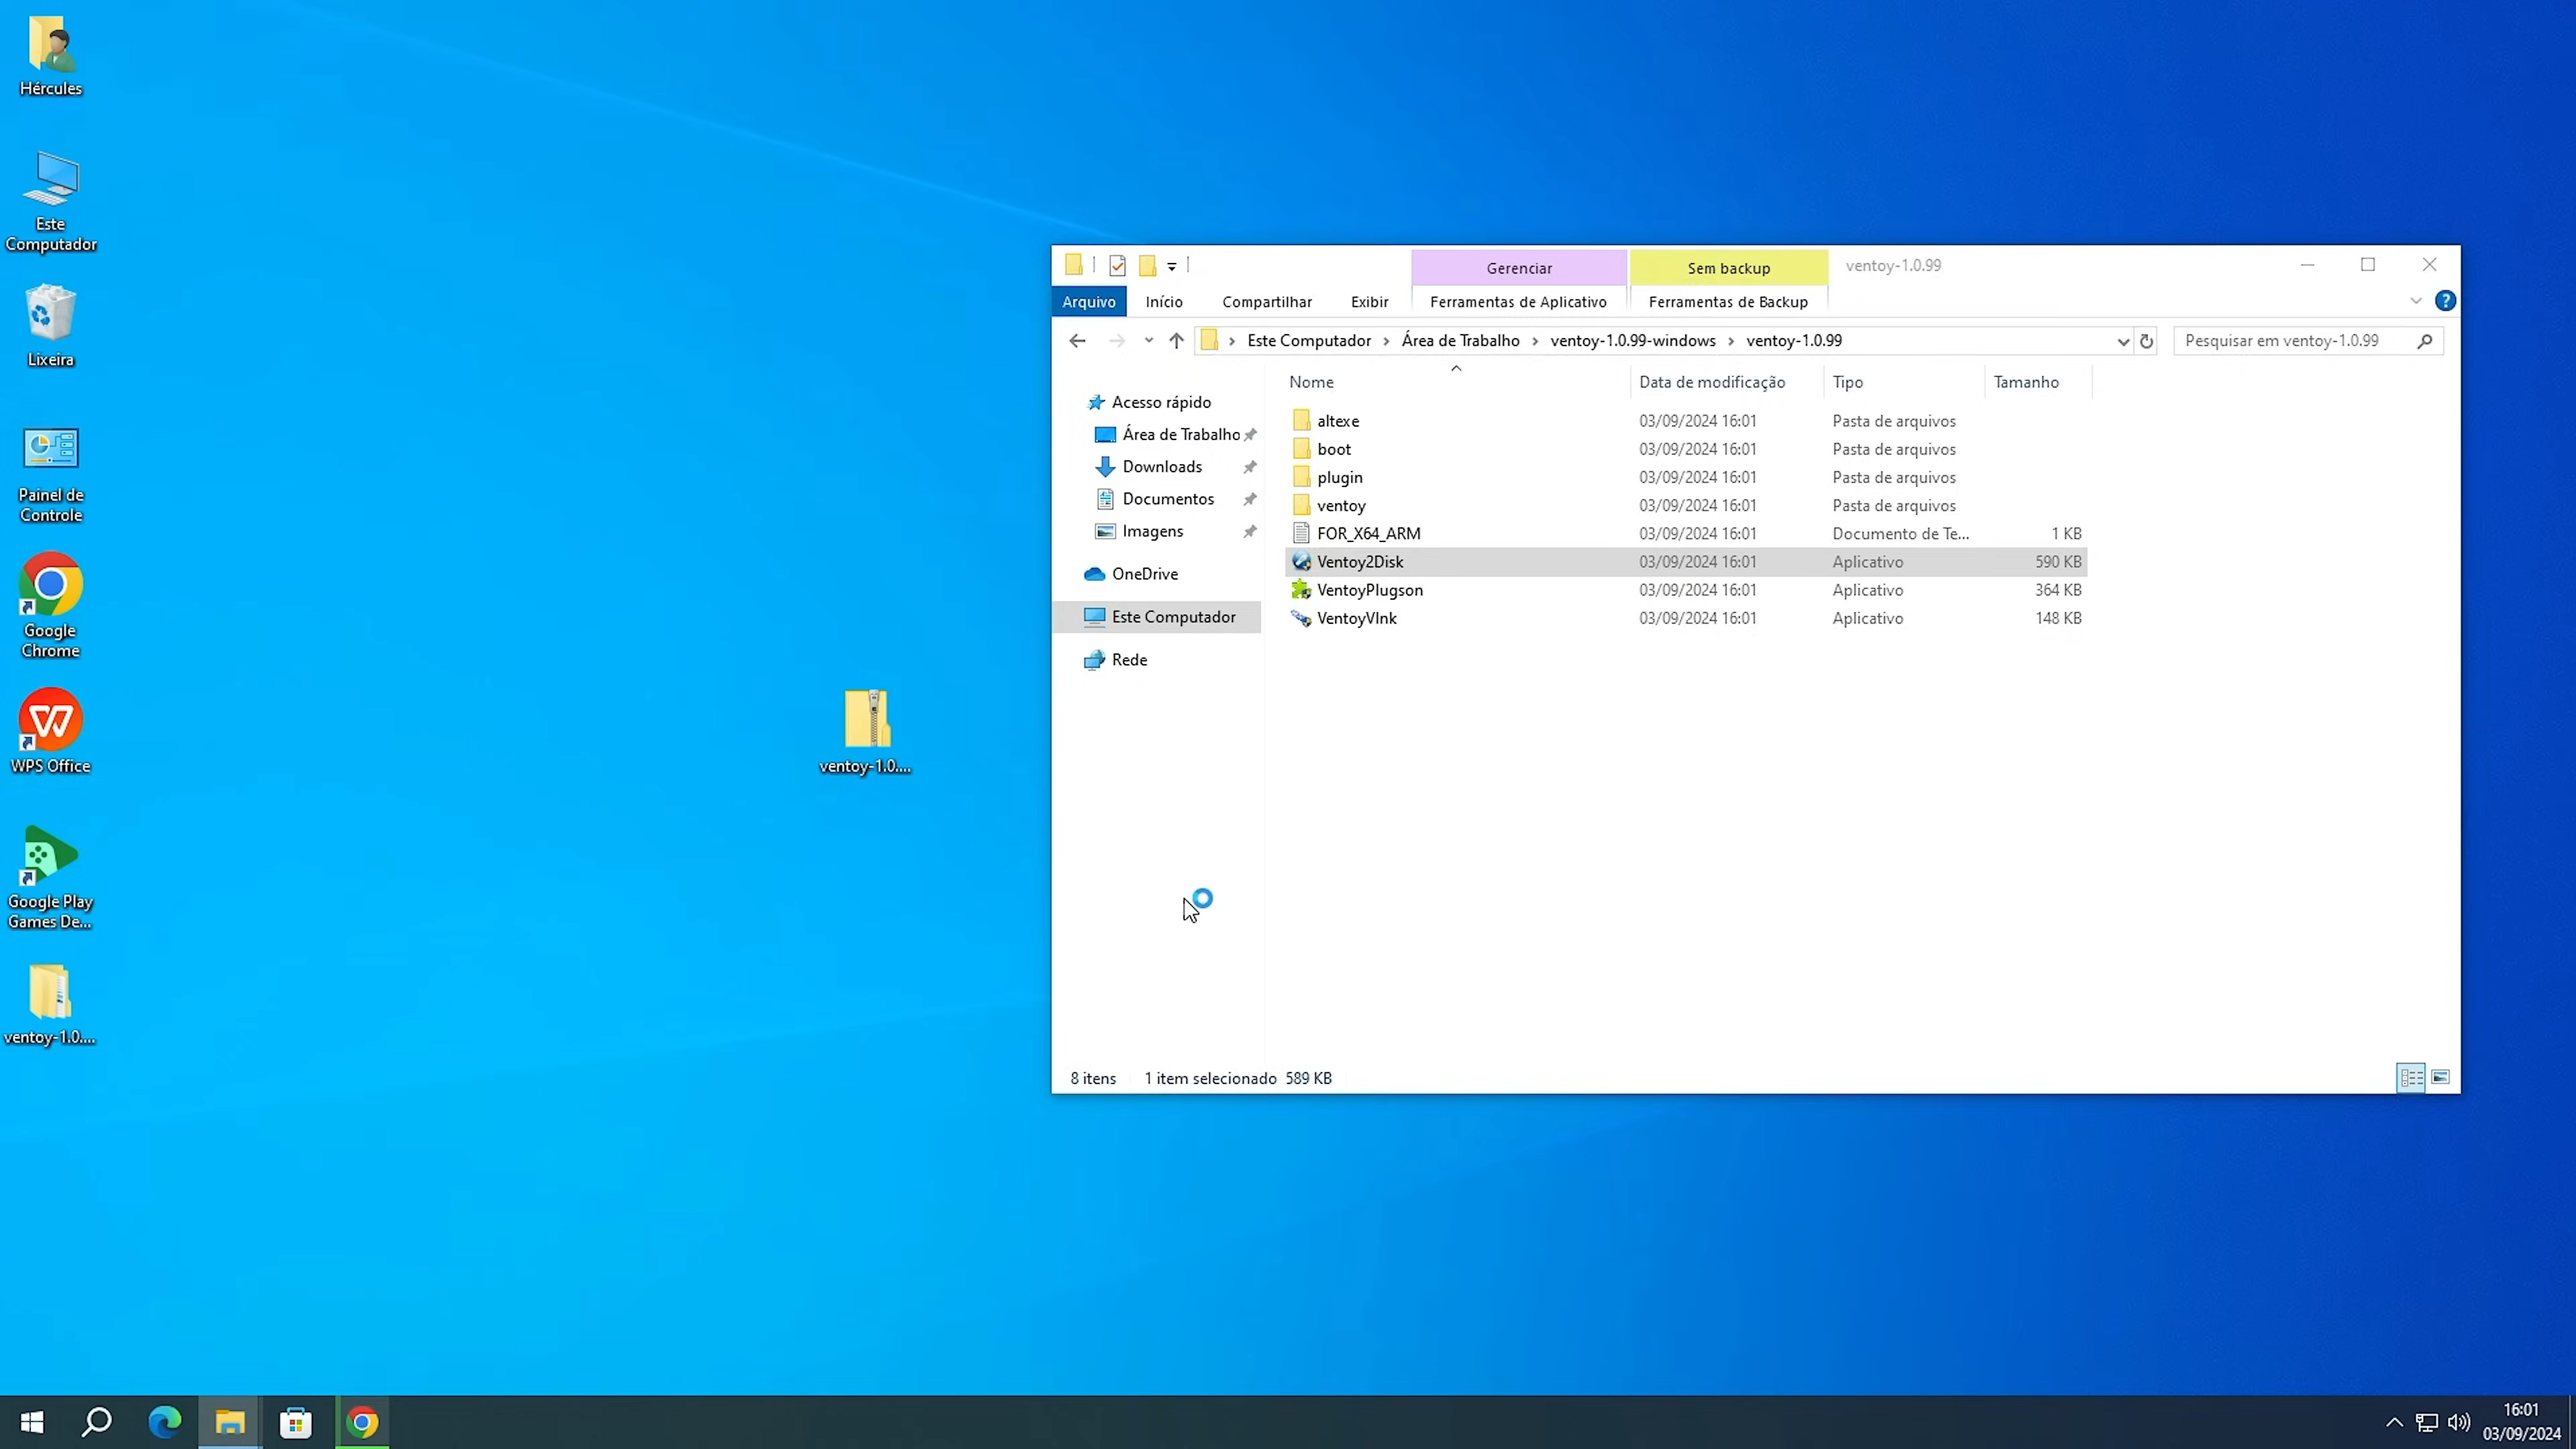 Hércules
Este
Computador
Lixeira
Painel de
Controle
Google
Chrome
WPS Office
Google Play
Games De...
ventoy-1.0....
ventoy-1.0....
Gerenciar
Sem backup
ventoy-1.0.99
Arquivo
Início
Compartilhar
Exibir
Ferramentas de Aplicativo
Ferramentas de Backup
Este Computador
Área de Trabalho
ventoy-1.0.99-windows
ventoy-1.0.99
Pesquisar em ventoy-1.0.99
Acesso rápido
Área de Trabalho
Downloads
Documentos
Imagens
OneDrive
Este Computador
Rede
Nome Data de modificação Tipo Tamanho
altexe 03/09/2024 16:01 Pasta de arquivos
boot 03/09/2024 16:01 Pasta de arquivos
plugin 03/09/2024 16:01 Pasta de arquivos
ventoy 03/09/2024 16:01 Pasta de arquivos
FOR_X64_ARM 03/09/2024 16:01 Documento de Te... 1 KB
Ventoy2Disk 03/09/2024 16:01 Aplicativo 590 KB
VentoyPlugson 03/09/2024 16:01 Aplicativo 364 KB
VentoyVlnk 03/09/2024 16:01 Aplicativo 148 KB
8 itens 1 item selecionado 589 KB
16:01
03/09/2024